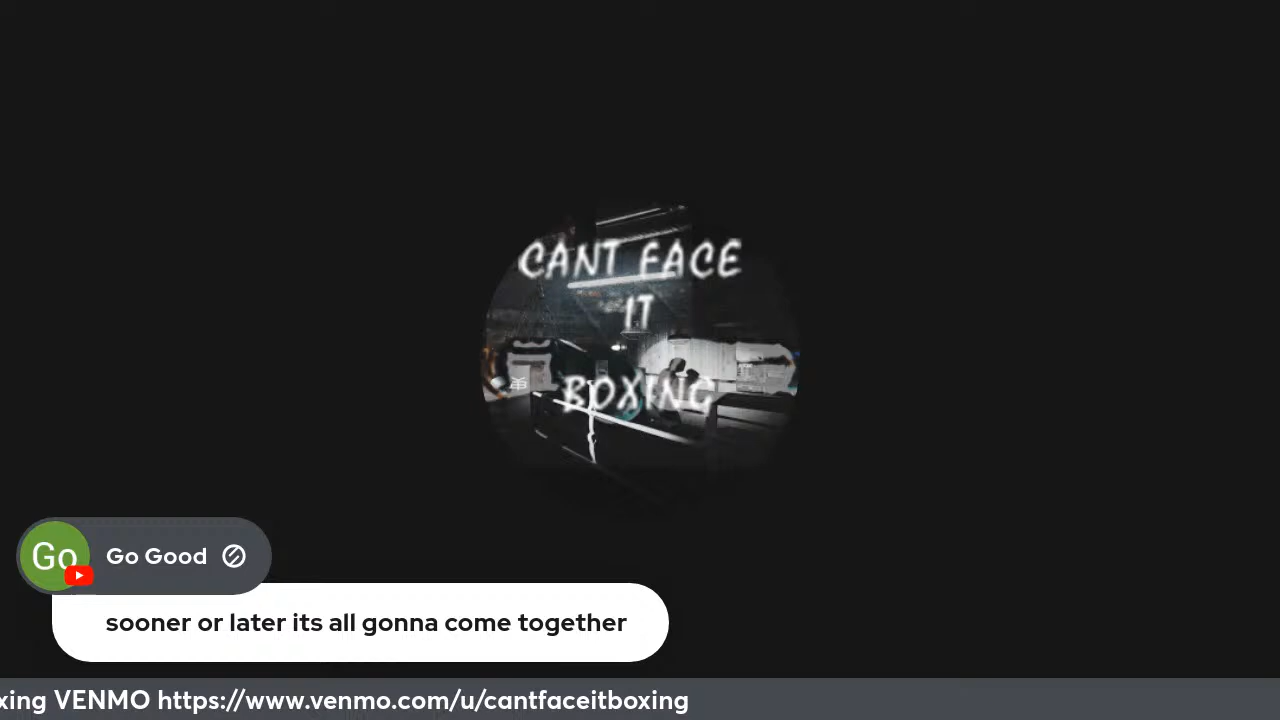 CANT FACE
IT
BOXING
Go
Go Good
sooner or later its all gonna come together
xing VENMO https://www.venmo.com/u/cantfaceitboxing